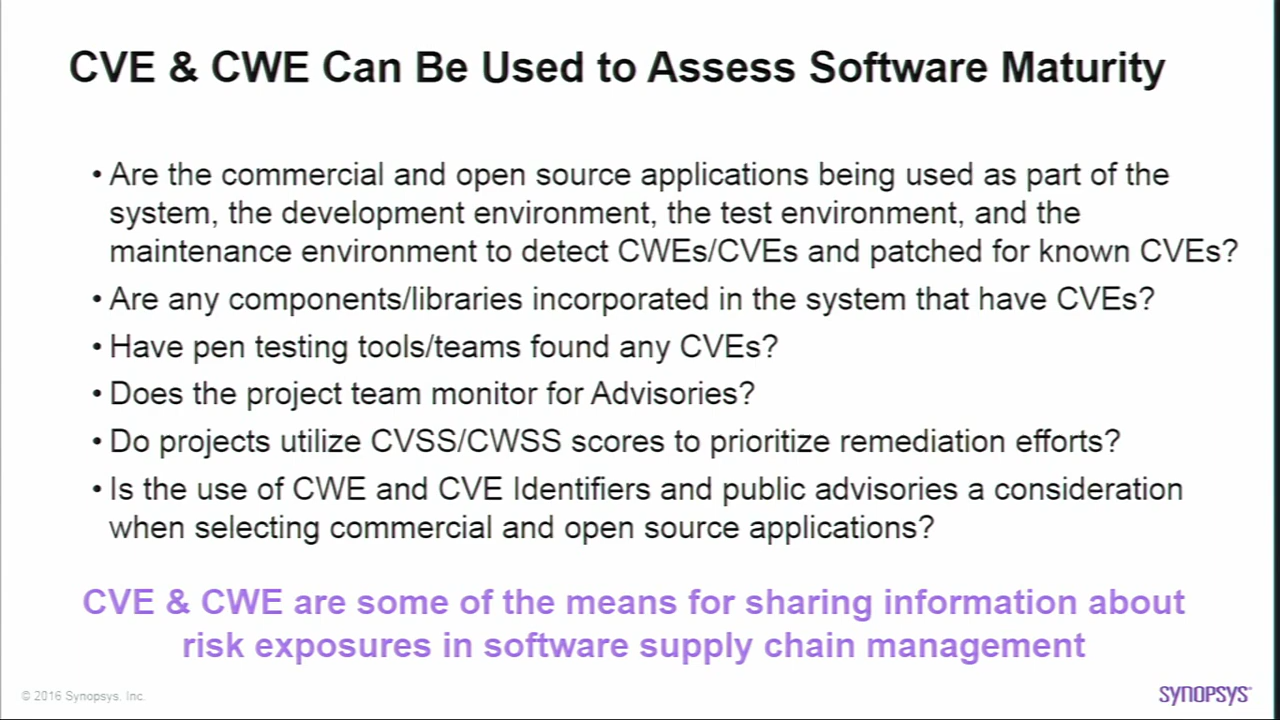 CVE & CWE Can Be Used to Assess Software Maturity
• Are the commercial and open source applications being used as part of the
system, the development environment, the test environment, and the
maintenance environment to detect CWEs/CVEs and patched for known CVEs?
• Are any components/libraries incorporated in the system that have CVEs?
• Have pen testing tools/teams found any CVEs?
• Does the project team monitor for Advisories?
• Do projects utilize CVSS/CWSS scores to prioritize remediation efforts?
• Is the use of CWE and CVE Identifiers and public advisories a consideration
when selecting commercial and open source applications?
CVE & CWE are some of the means for sharing information about
risk exposures in software supply chain management
© 2016 Synopsys, Inc.
SYNOPSYS